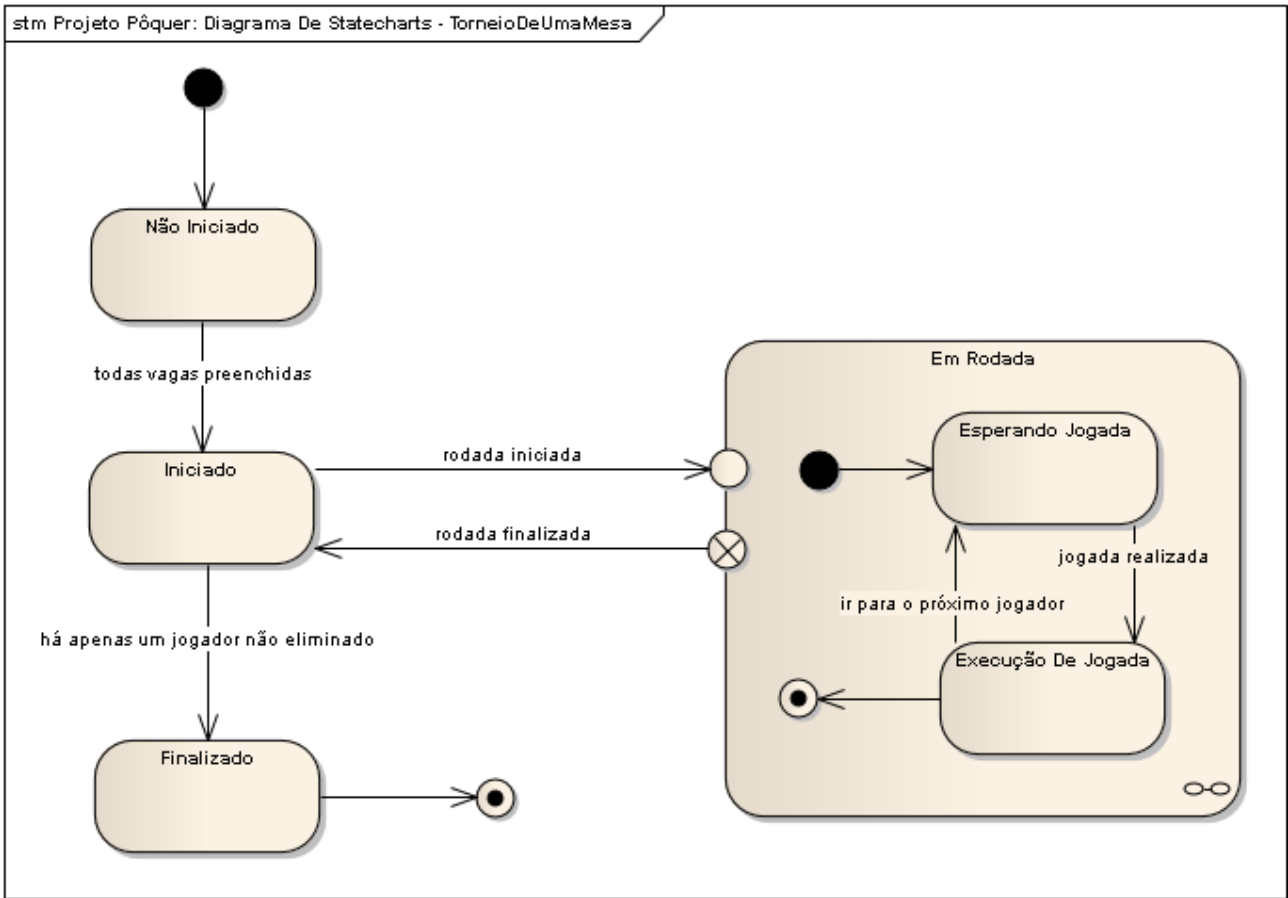 stm Projeto Pôquer: Diagrama De Statecharts - TorneioDeUmaMesa
Não Iniciado
todas vagas preenchidas
Em Rodada
Esperando Jogada
Iniciado
rodada iniciada
rodada finalizada
jogada realizada
ir para o próximo jogador
há apenas um jogador não eliminado
Execução De Jogada
Finalizado